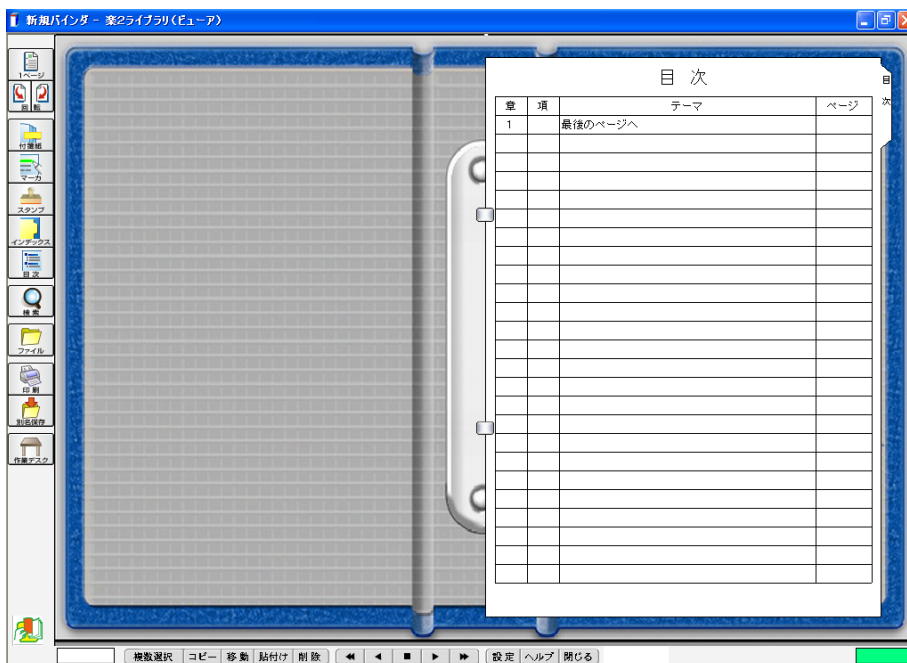 新規バインダ - 楽2ライブラリ(ビューア)
1ページ
回 転
付箋紙
マーカ
スタンプ
インデックス
目次
検索
ファイル
印刷
別名保存
作業デスク
目 次
章 項 テーマ ページ
1 最後のページへ
目 次
複数選択 コピー 移動 貼付け 削除 設定 ヘルプ 閉じる